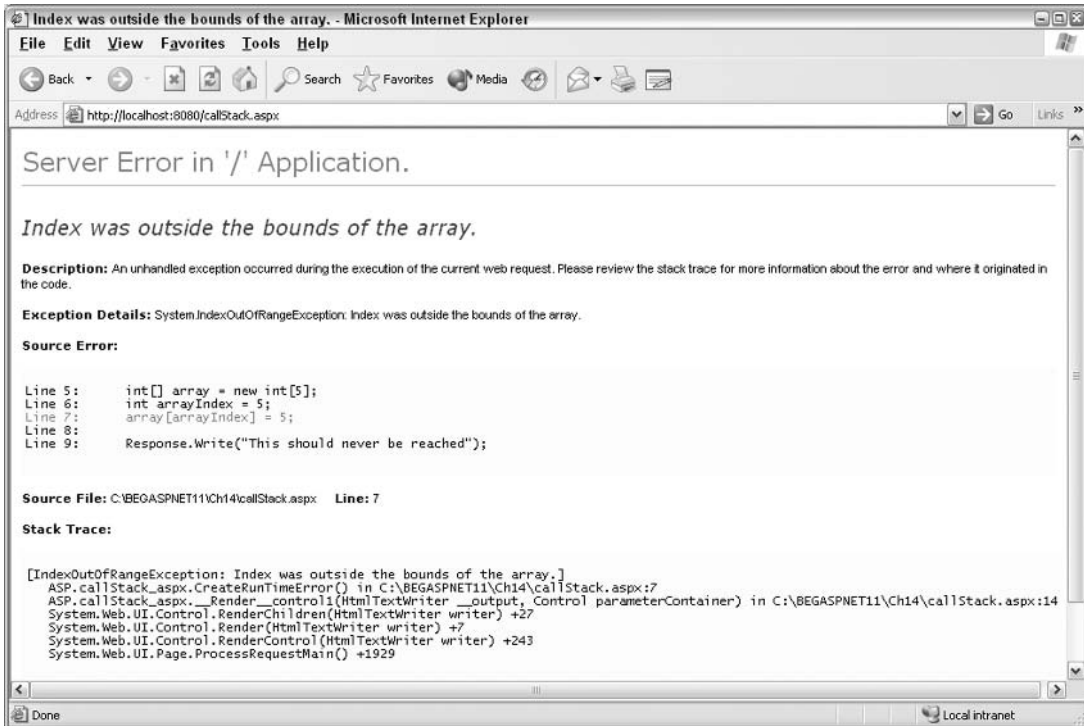 Index was outside the bounds of the array. - Microsoft Internet Explorer
File Edit View Favorites Tools Help
Back Search Favorites Media
Address http://localhost:8080/callStack.aspx Go Links »
Server Error in '/' Application.
Index was outside the bounds of the array.
Description: An unhandled exception occurred during the execution of the current web request. Please review the stack trace for more information about the error and where it originated in
the code.
Exception Details: System.IndexOutOfRangeException: Index was outside the bounds of the array.
Source Error:
Line 5: int[] array = new int[5];
Line 6: int arrayIndex = 5;
Line 7: array[arrayIndex] = 5;
Line 8:
Line 9: Response.Write("This should never be reached");
Source File: C:\BEGASPNET11\Ch14\callStack.aspx Line: 7
Stack Trace:
[IndexOutOfRangeException: Index was outside the bounds of the array.]
ASP.callStack_aspx.CreateRunTimeError() in C:\BEGASPNET11\Ch14\callStack.aspx:7
ASP.callStack_aspx.__Render__control1(HtmlTextWriter __output, Control parameterContainer) in C:\BEGASPNET11\Ch14\callStack.aspx:14
System.Web.UI.Control.RenderChildren(HtmlTextWriter writer) +27
System.Web.UI.Control.Render(HtmlTextWriter writer) +7
System.Web.UI.Control.RenderControl(HtmlTextWriter writer) +243
System.Web.UI.Page.ProcessRequestMain() +1929
Done Local intranet